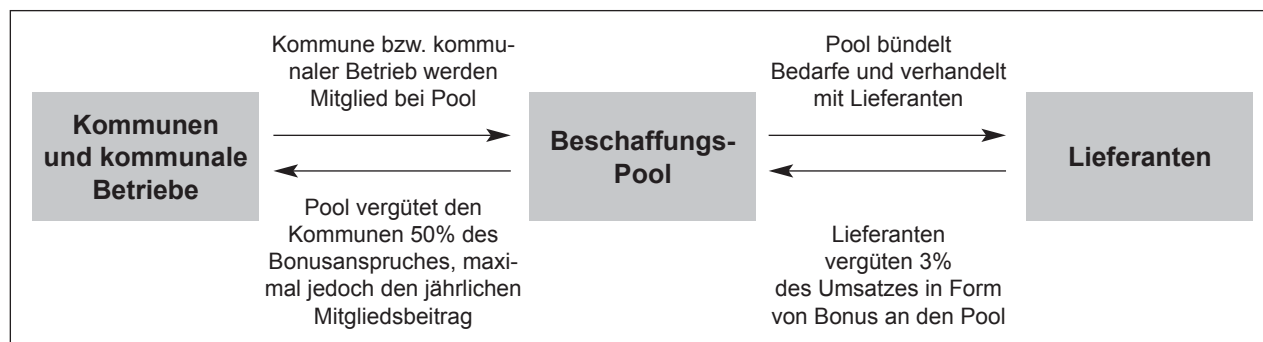 Kommune bzw. kommu-
naler Betrieb werden
Mitglied bei Pool
Pool bündelt
Bedarfe und verhandelt
mit Lieferanten
Kommunen
und kommunale
Betriebe
Beschaffungs-
Pool
Lieferanten
Pool vergütet den
Kommunen 50% des
Bonusanspruches, maxi-
mal jedoch den jährlichen
Mitgliedsbeitrag
Lieferanten
vergüten 3%
des Umsatzes in Form
von Bonus an den Pool